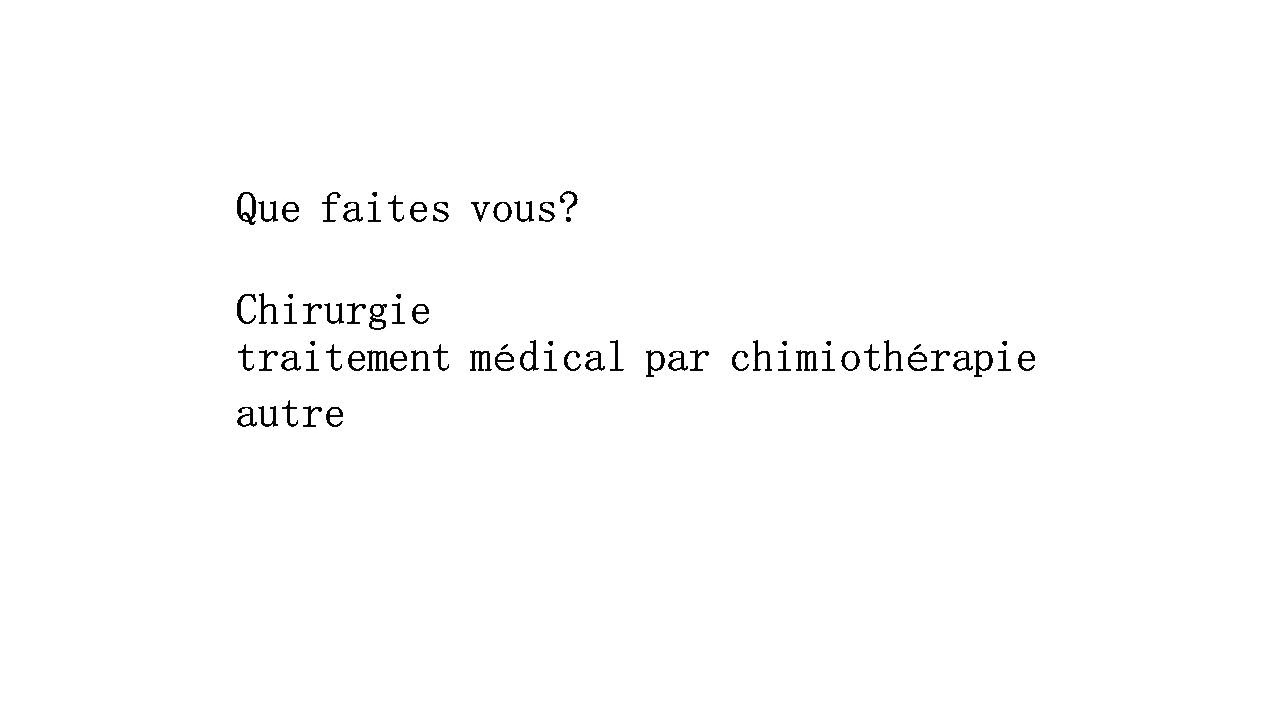 Que faites vous?
Chirurgie
traitement médical par chimiothérapie
autre